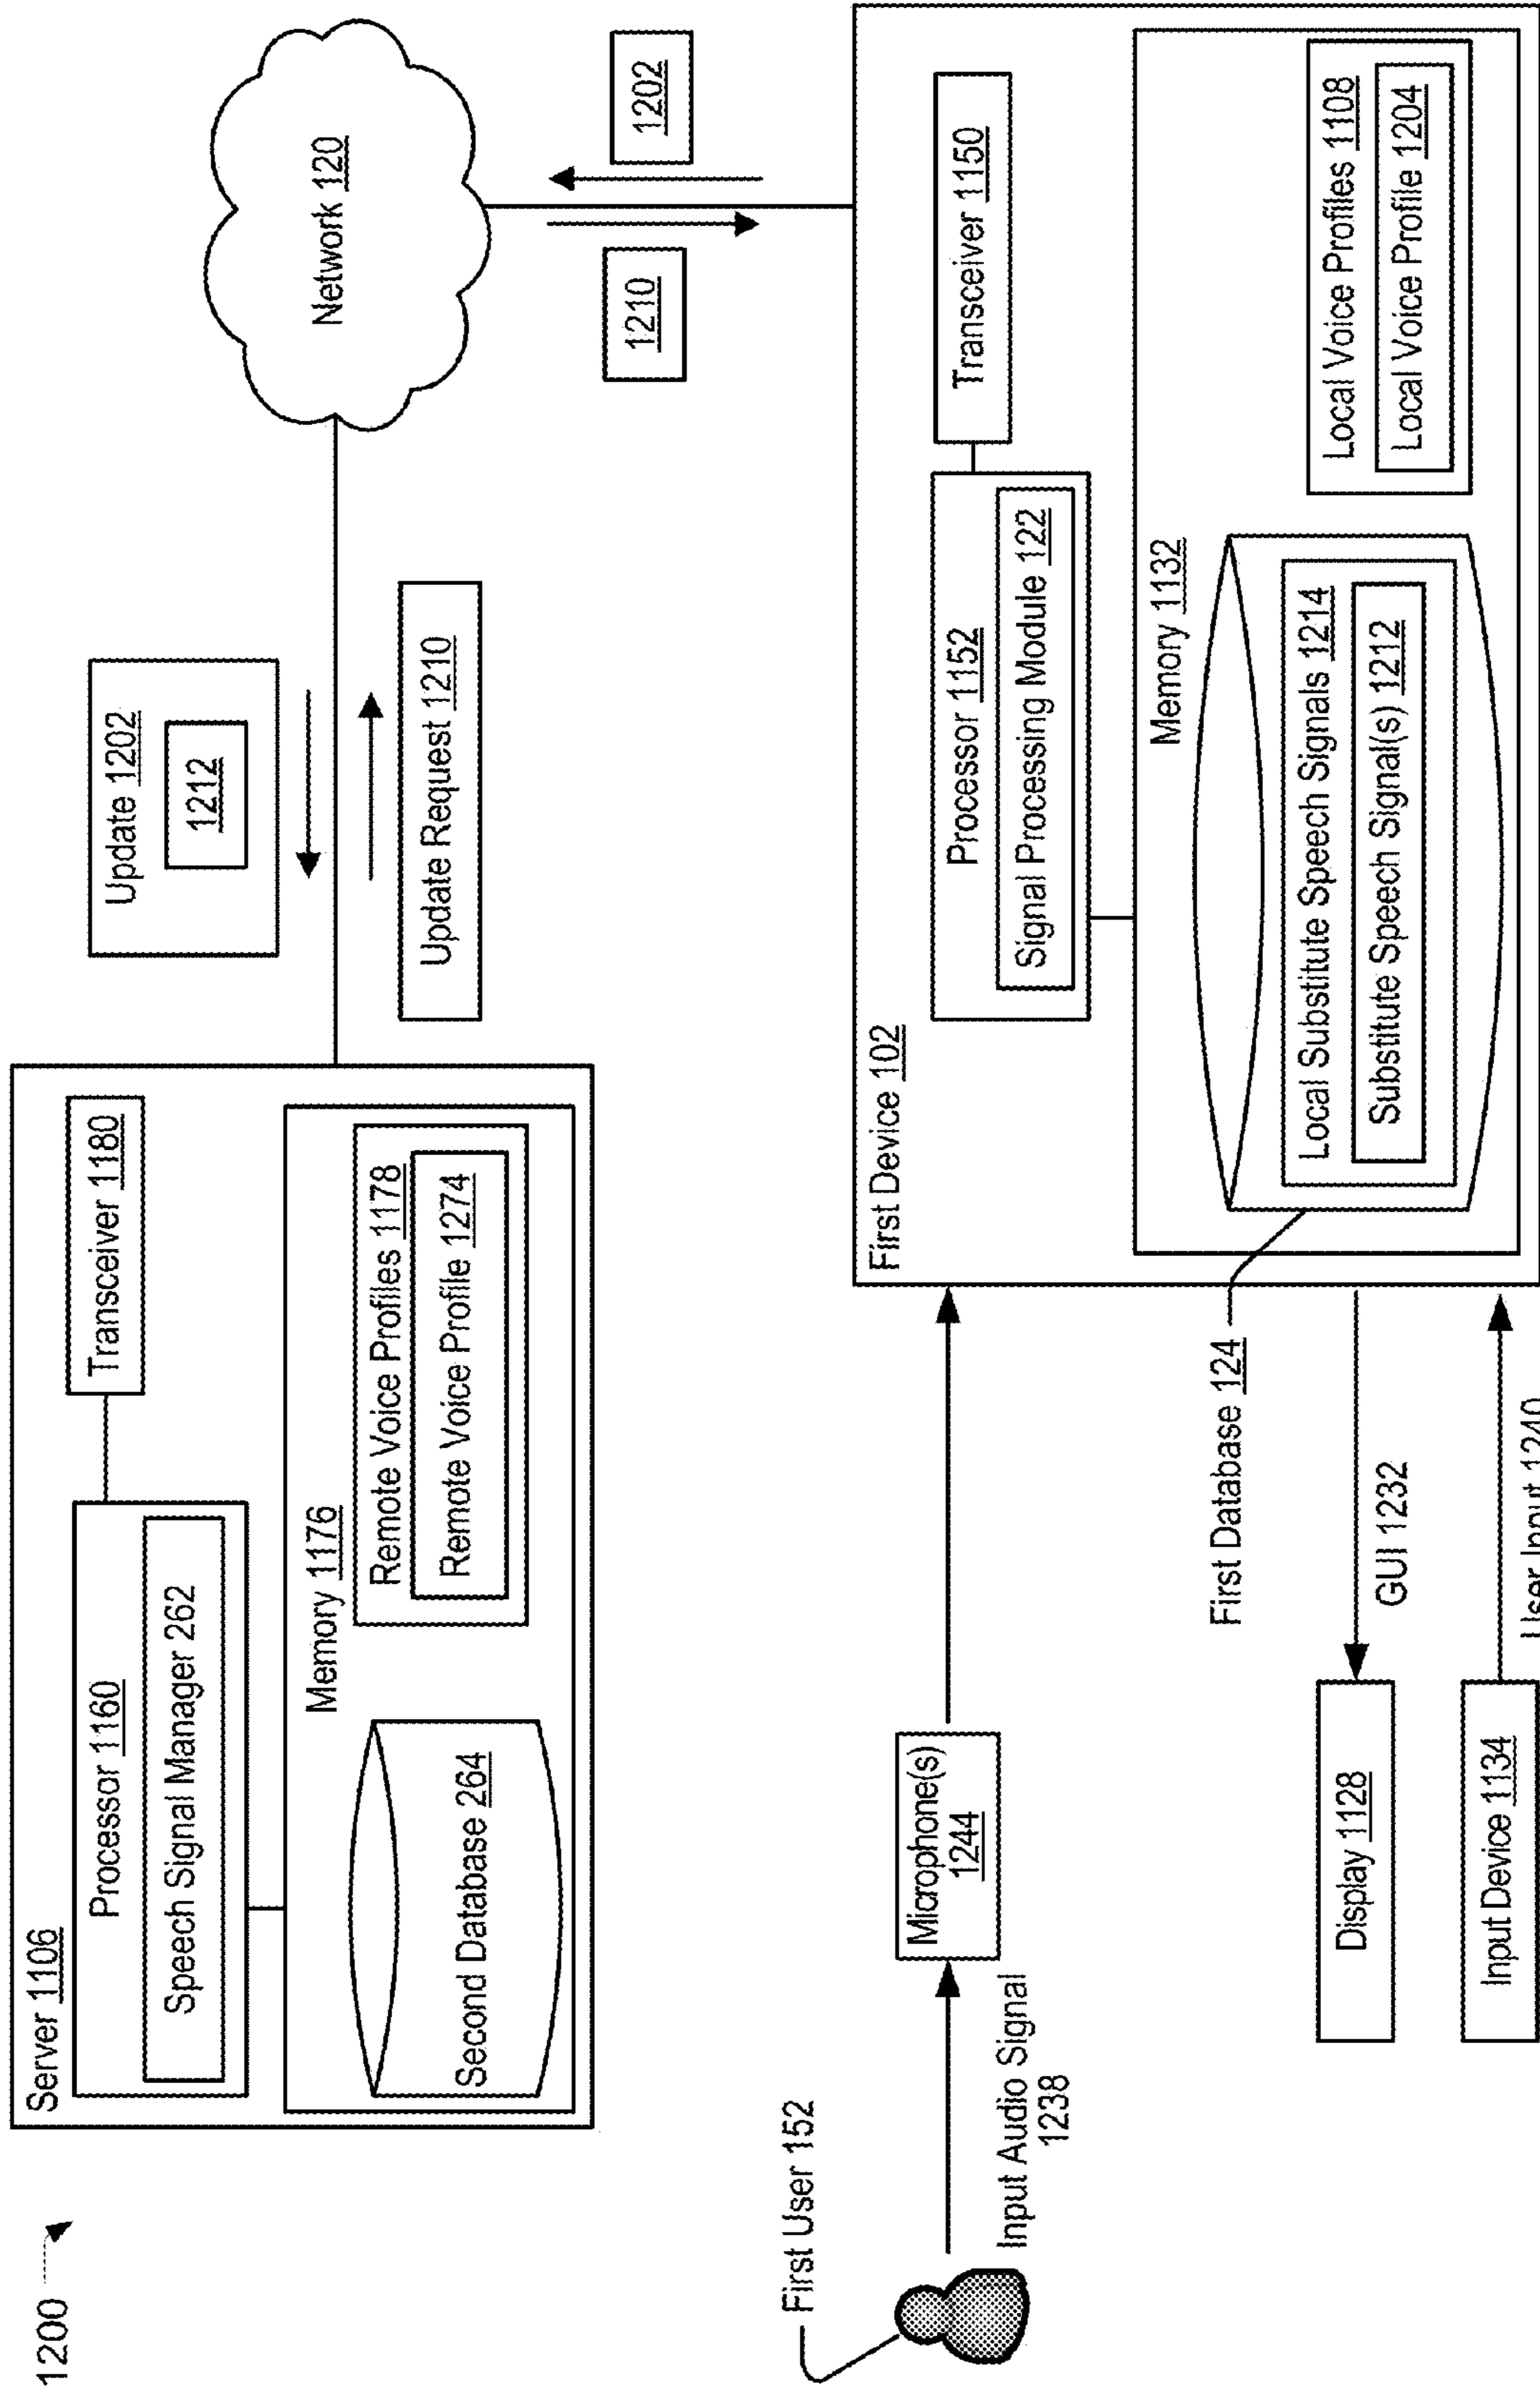 1200
Server 1106
Processor 1160
Speech Signal Manager 262
Transceiver 1180
Memory 1176
Second Database 264
Remote Voice Profiles 1178
Remote Voice Profile 1274
Update 1202
1212
Update Request 1210
Network 120
1210
1202
First User 152
Input Audio Signal
1238
Microphone(s)
1244
First Device 102
Processor 1152
Signal Processing Module 122
Transceiver 1150
Memory 1132
Local Substitute Speech Signals 1214
Substitute Speech Signal(s) 1212
Local Voice Profiles 1108
Local Voice Profile 1204
First Database 124
Display 1128
GUI 1232
Input Device 1134
User Input 1240